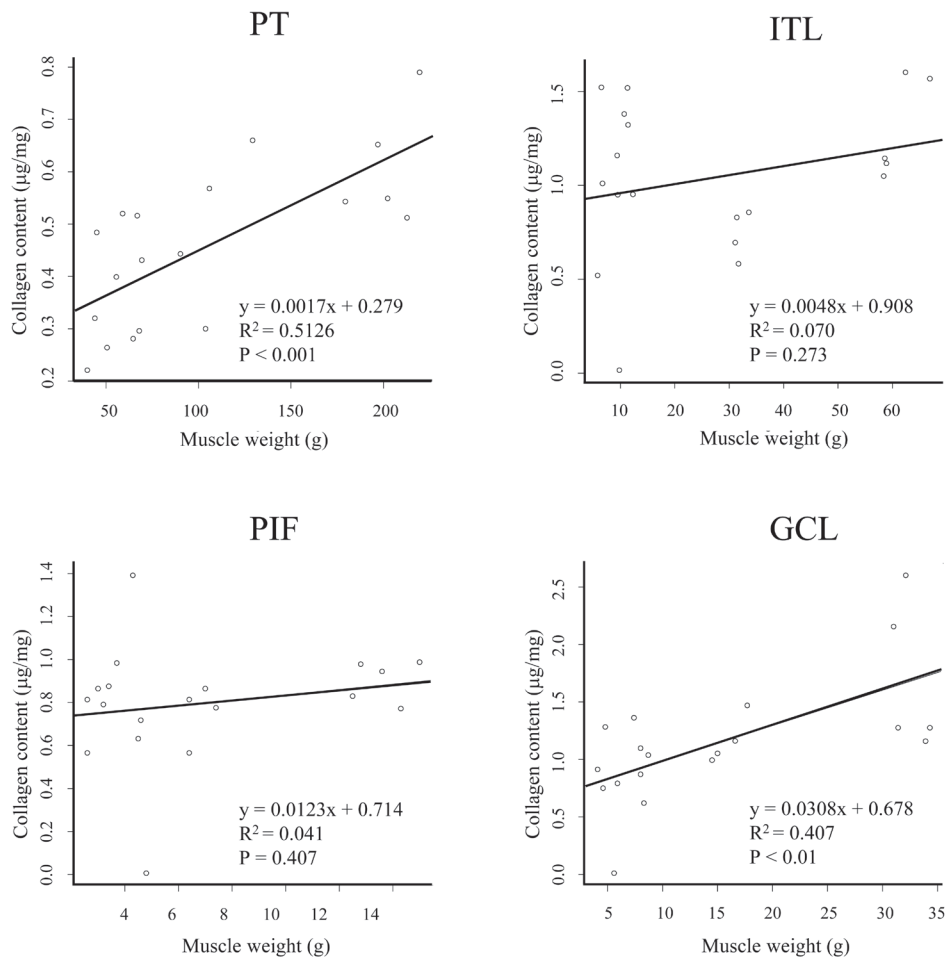 PT
Collagen content (µg/mg)
0.8
0.7
0.6
0.5
0.4
0.3
0.2
y = 0.0017x + 0.279
R² = 0.5126
P < 0.001
50 100 150 200
Muscle weight (g)
ITL
Collagen content (µg/mg)
1.5
1.0
0.5
0.0
y = 0.0048x + 0.908
R² = 0.070
P = 0.273
10 20 30 40 50 60
Muscle weight (g)
PIF
Collagen content (µg/mg)
1.4
1.2
1.0
0.8
0.6
0.4
0.2
0.0
y = 0.0123x + 0.714
R² = 0.041
P = 0.407
4 6 8 10 12 14
Muscle weight (g)
GCL
Collagen content (µg/mg)
2.5
2.0
1.5
1.0
0.5
0.0
y = 0.0308x + 0.678
R² = 0.407
P < 0.01
5 10 15 20 25 30 35
Muscle weight (g)